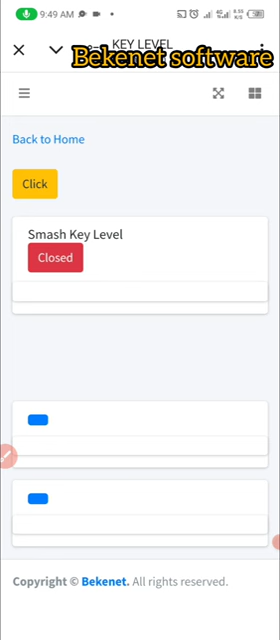 9:49 AM
KEY LEVEL
Bekenet software
Back to Home
Click
Smash Key Level
Closed
Copyright © Bekenet. All rights reserved.